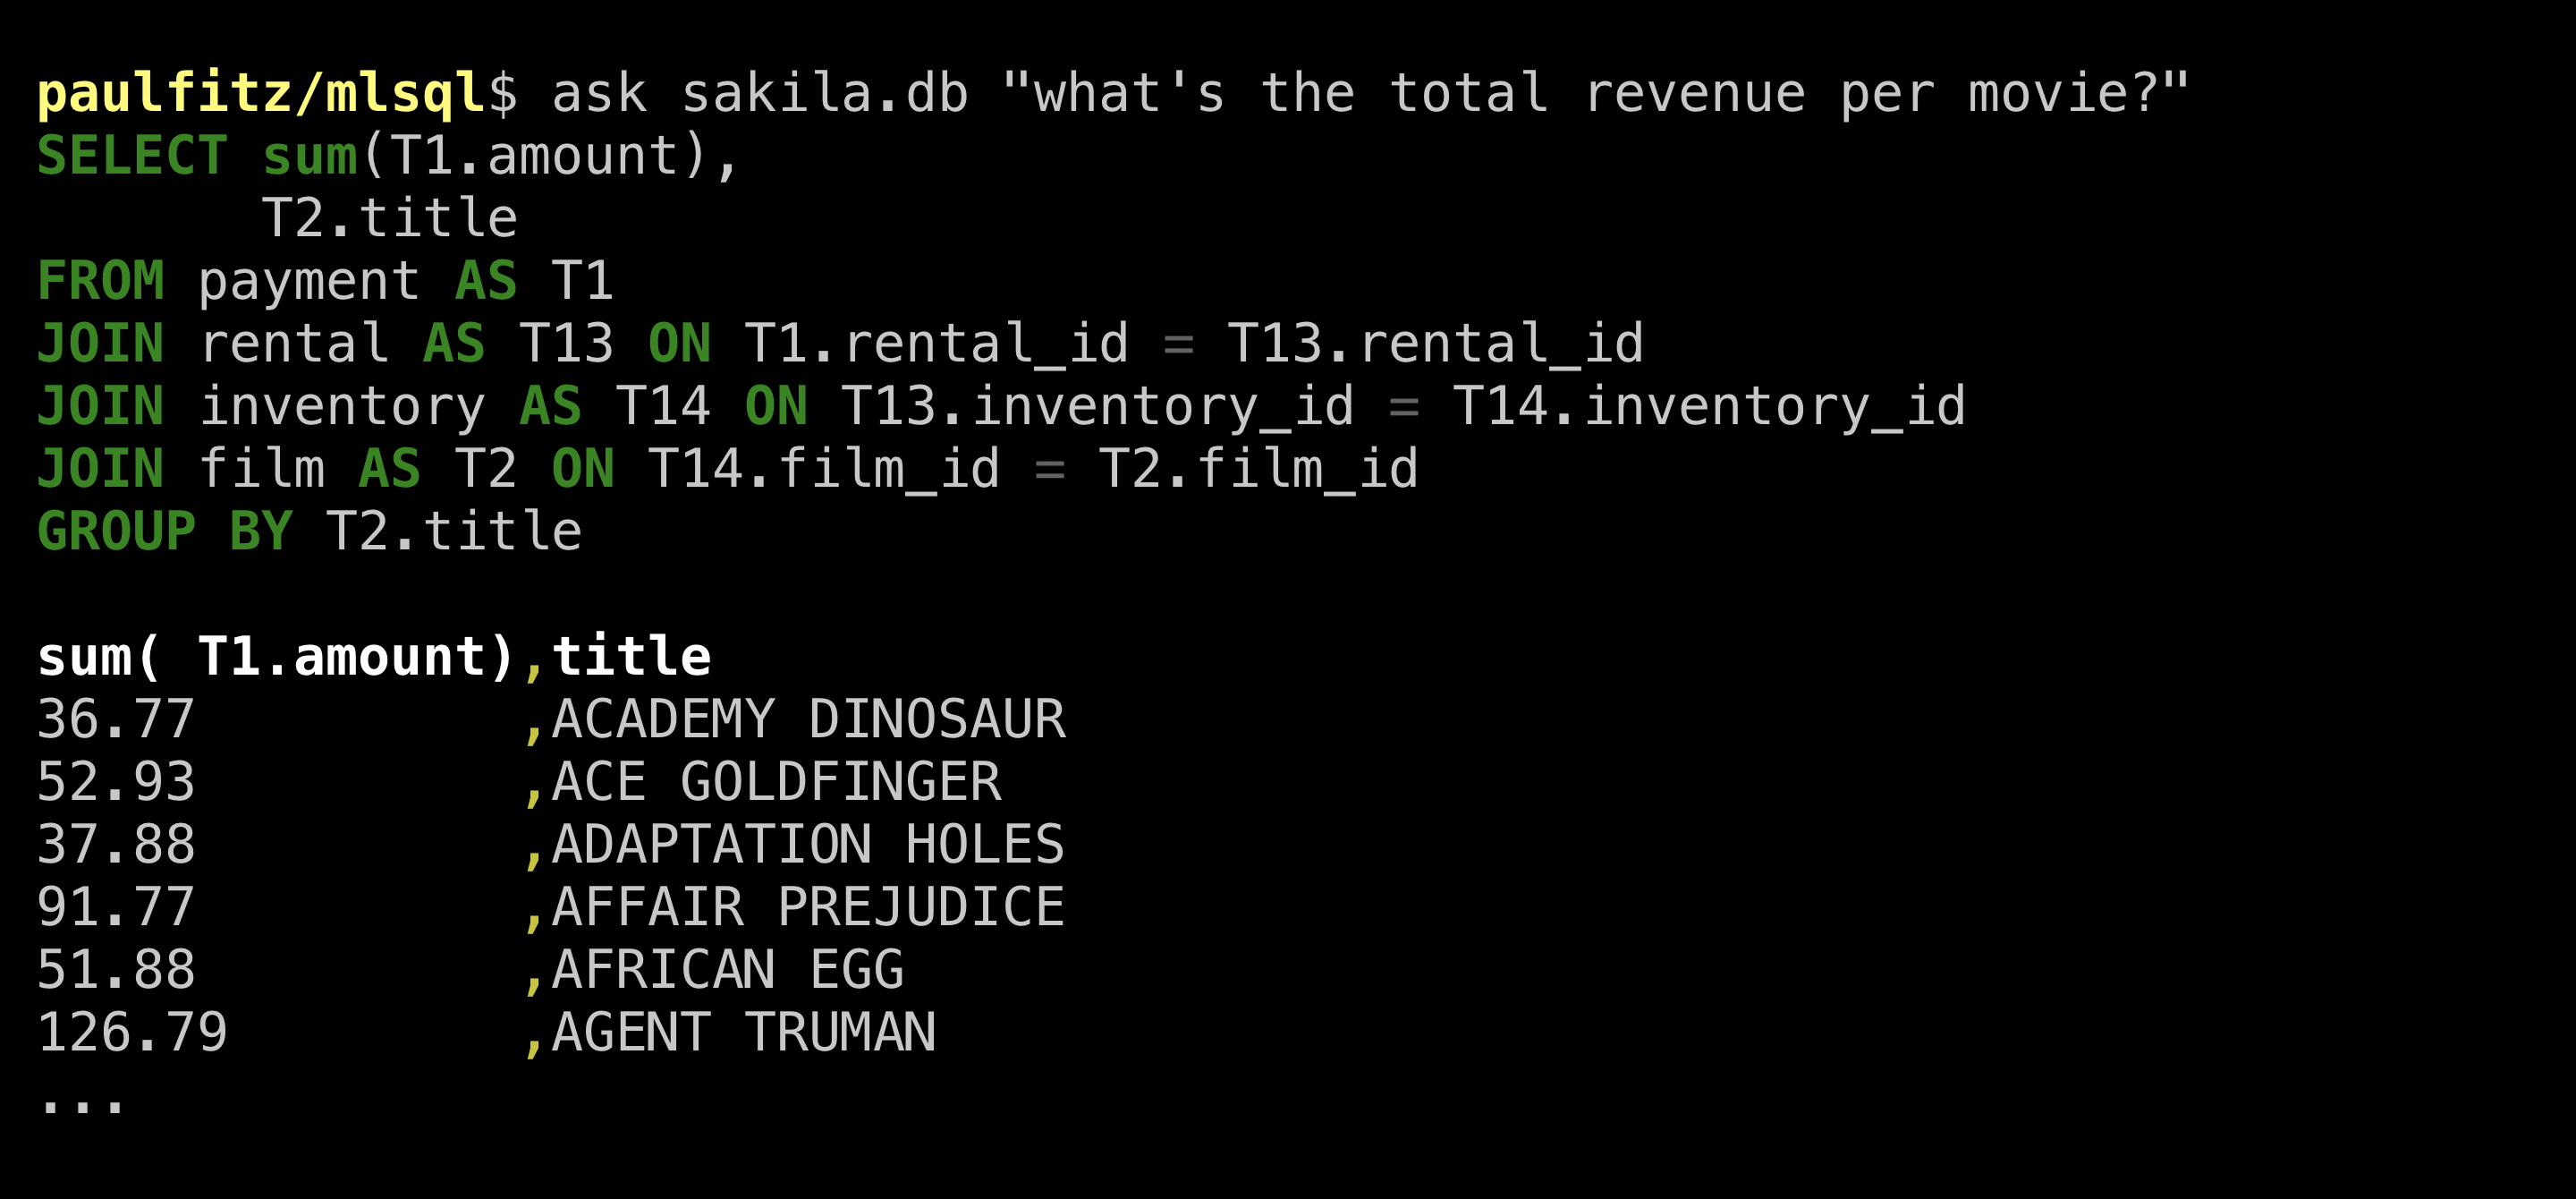 paulfitz/mlsql$ ask sakila.db "what's the total revenue per movie?"
SELECT sum(T1.amount),
       T2.title
FROM payment AS T1
JOIN rental AS T13 ON T1.rental_id = T13.rental_id
JOIN inventory AS T14 ON T13.inventory_id = T14.inventory_id
JOIN film AS T2 ON T14.film_id = T2.film_id
GROUP BY T2.title

sum( T1.amount),title
36.77          ,ACADEMY DINOSAUR
52.93          ,ACE GOLDFINGER
37.88          ,ADAPTATION HOLES
91.77          ,AFFAIR PREJUDICE
51.88          ,AFRICAN EGG
126.79         ,AGENT TRUMAN
...